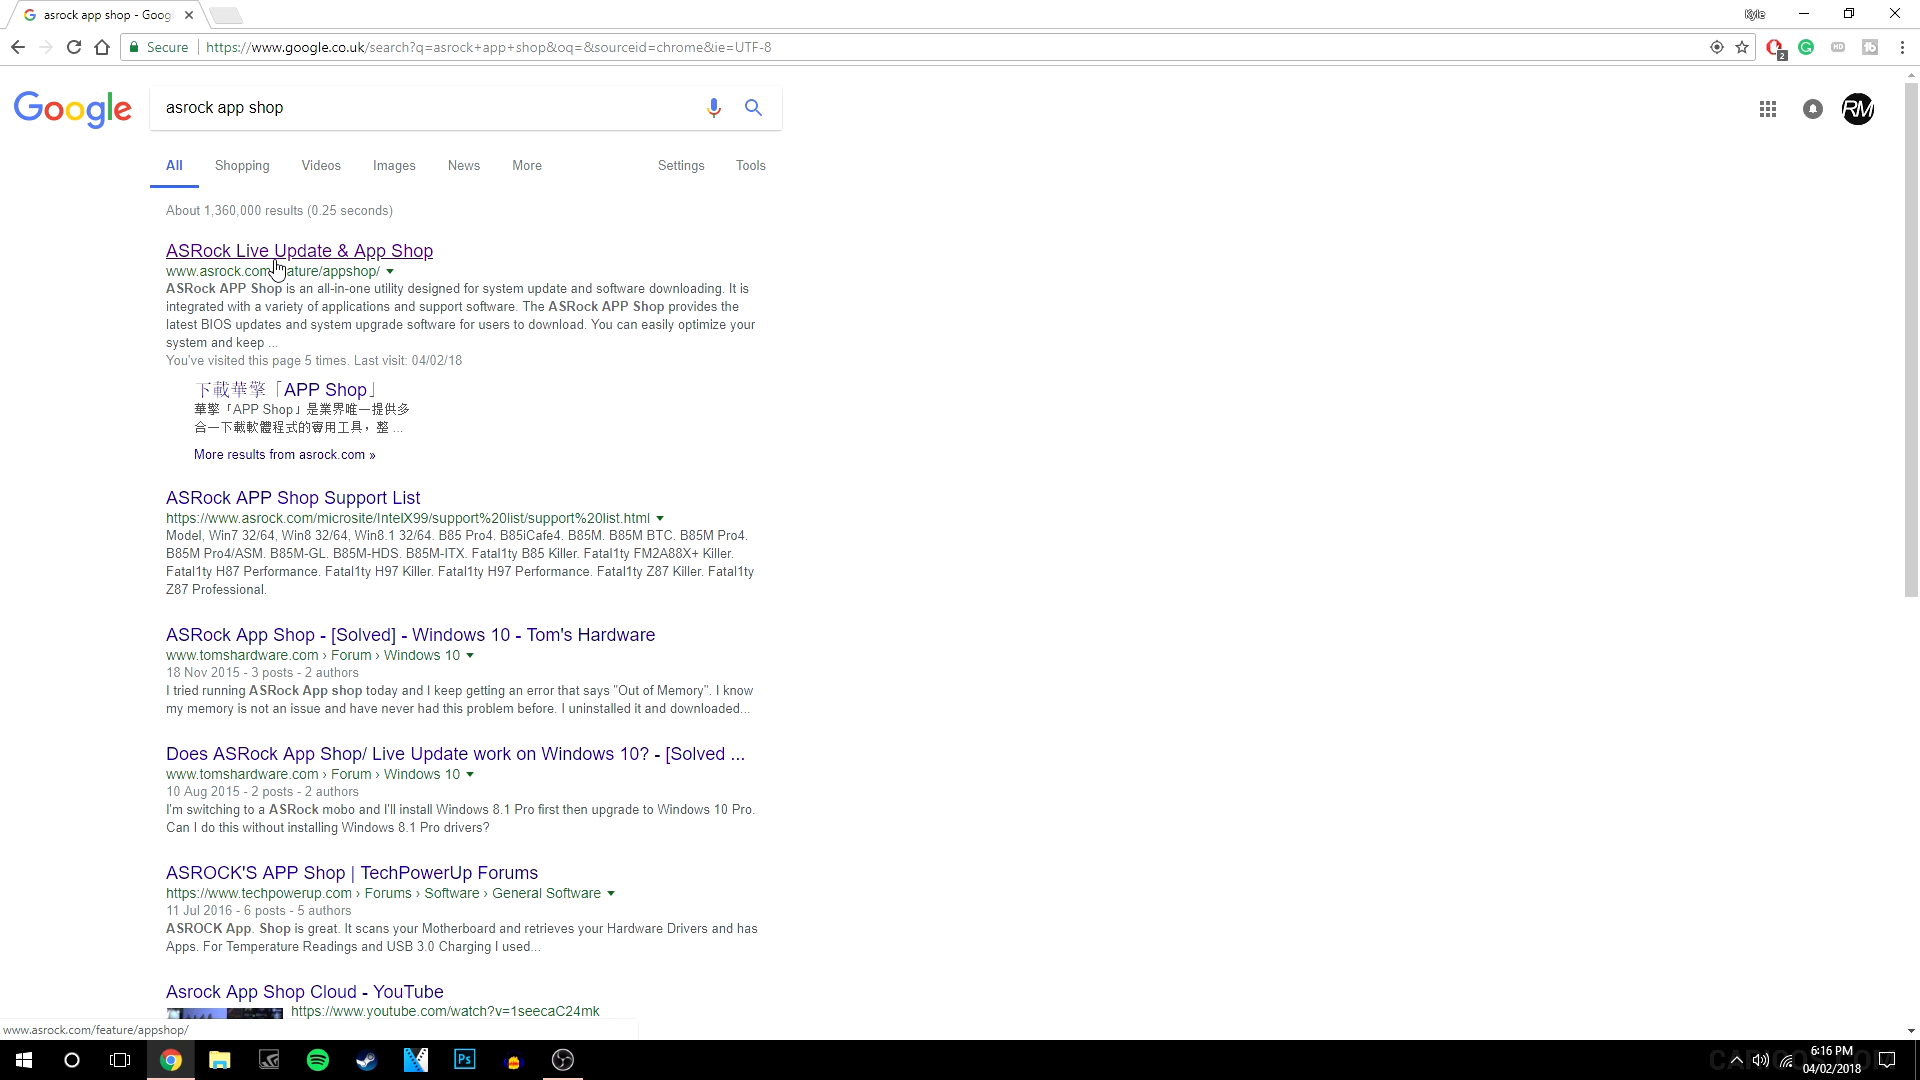 asrock app shop - Goog
Kyle
Secure
https://www.google.co.uk/search?q=asrock+app+shop&oq=&sourceid=chrome&ie=UTF-8
2
HD
tb
Google
asrock app shop
RM
All Shopping Videos Images News More Settings Tools
About 1,360,000 results (0.25 seconds)
ASRock Live Update & App Shop
www.asrock.com/feature/appshop/
ASRock APP Shop is an all-in-one utility designed for system update and software downloading. It is
integrated with a variety of applications and support software. The ASRock APP Shop provides the
latest BIOS updates and system upgrade software for users to download. You can easily optimize your
system and keep ...
You've visited this page 5 times. Last visit: 04/02/18
下載華擎「APP Shop」
華擎「APP Shop」是業界唯一提供多
合一下載軟體程式的實用工具，整 ...
More results from asrock.com »
ASRock APP Shop Support List
https://www.asrock.com/microsite/IntelX99/support%20list/support%20list.html
Model, Win7 32/64, Win8 32/64, Win8.1 32/64. B85 Pro4. B85iCafe4. B85M. B85M BTC. B85M Pro4.
B85M Pro4/ASM. B85M-GL. B85M-HDS. B85M-ITX. Fatal1ty B85 Killer. Fatal1ty FM2A88X+ Killer.
Fatal1ty H87 Performance. Fatal1ty H97 Killer. Fatal1ty H97 Performance. Fatal1ty Z87 Killer. Fatal1ty
Z87 Professional.
ASRock App Shop - [Solved] - Windows 10 - Tom's Hardware
www.tomshardware.com › Forum › Windows 10
18 Nov 2015 - 3 posts - 2 authors
I tried running ASRock App shop today and I keep getting an error that says "Out of Memory". I know
my memory is not an issue and have never had this problem before. I uninstalled it and downloaded...
Does ASRock App Shop/ Live Update work on Windows 10? - [Solved ...
www.tomshardware.com › Forum › Windows 10
10 Aug 2015 - 2 posts - 2 authors
I'm switching to a ASRock mobo and I'll install Windows 8.1 Pro first then upgrade to Windows 10 Pro.
Can I do this without installing Windows 8.1 Pro drivers?
ASROCK'S APP Shop | TechPowerUp Forums
https://www.techpowerup.com › Forums › Software › General Software
11 Jul 2016 - 6 posts - 5 authors
ASROCK App. Shop is great. It scans your Motherboard and retrieves your Hardware Drivers and has
Apps. For Temperature Readings and USB 3.0 Charging I used...
Asrock App Shop Cloud - YouTube
https://www.youtube.com/watch?v=1seecaC24mk
www.asrock.com/feature/appshop/
Ps
6:16 PM
04/02/2018